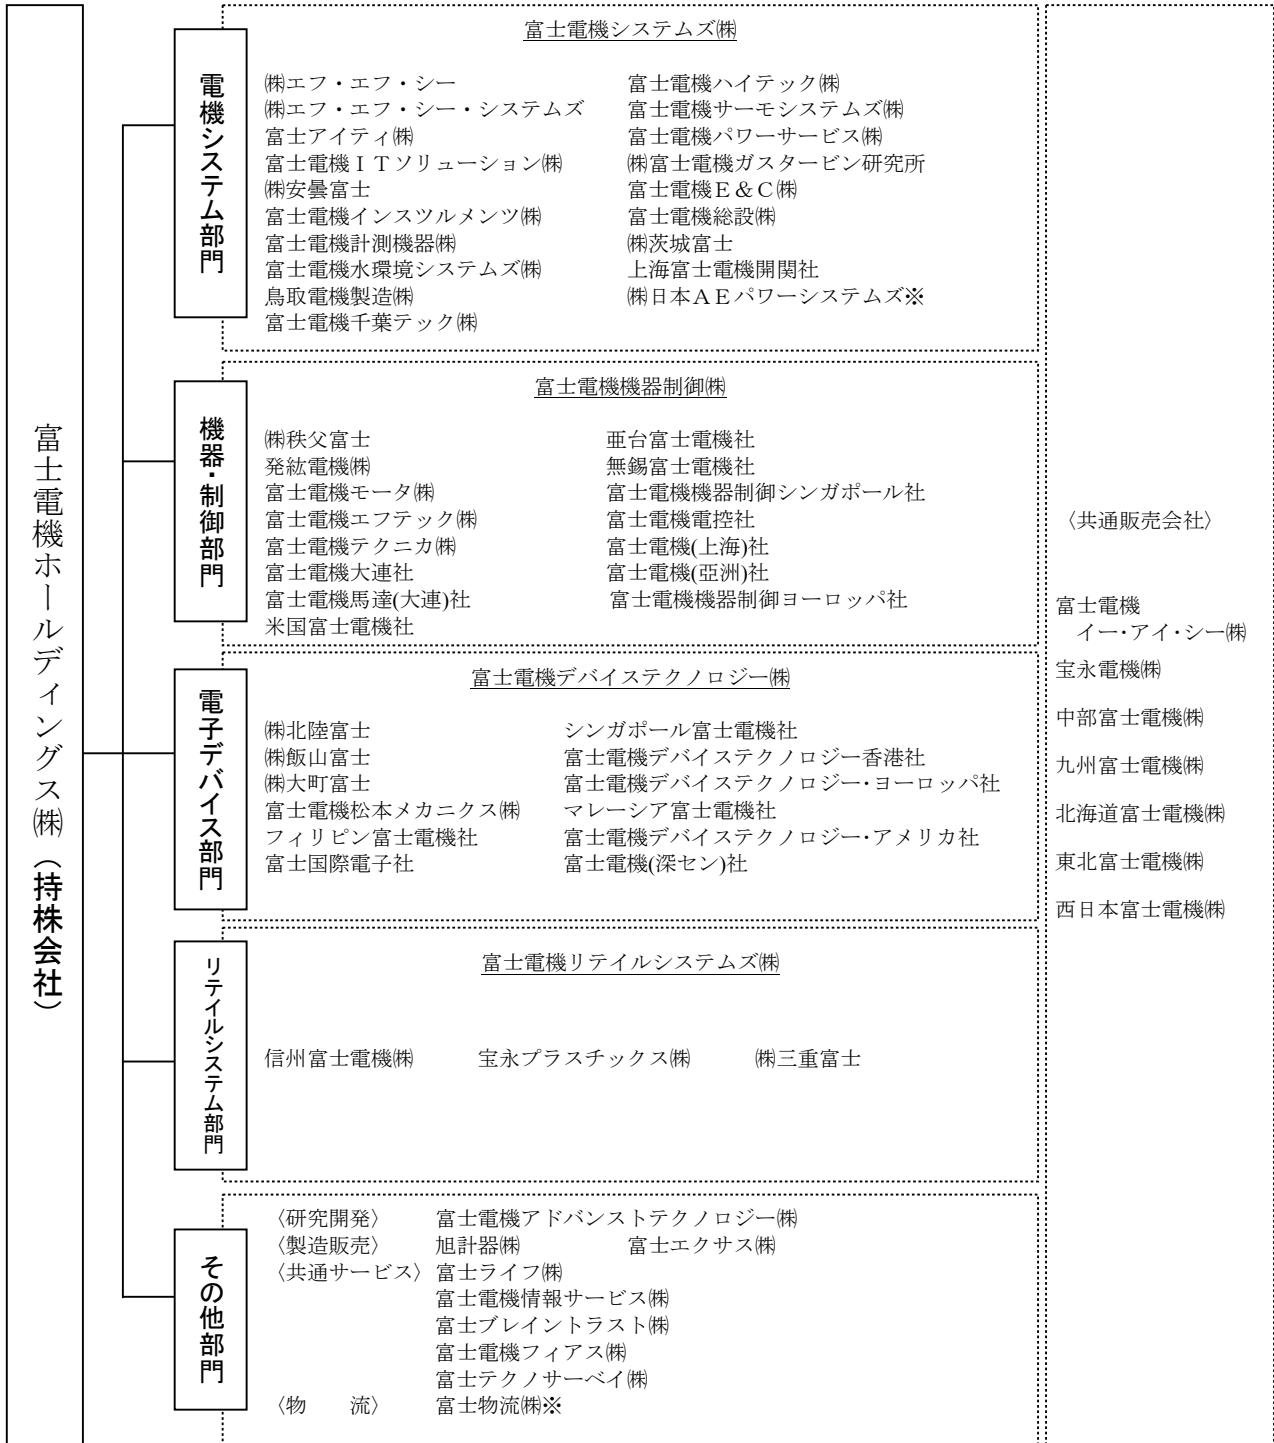 富士電機ホールディングス㈱（持株会社）
電機システム部門
富士電機システムズ㈱
㈱エフ・エフ・シー
㈱エフ・エフ・シー・システムズ
富士アイティ㈱
富士電機ＩＴソリューション㈱
㈱安曇富士
富士電機インスツルメンツ㈱
富士電機計測機器㈱
富士電機水環境システムズ㈱
鳥取電機製造㈱
富士電機千葉テック㈱
富士電機ハイテック㈱
富士電機サーモシステムズ㈱
富士電機パワーサービス㈱
㈱富士電機ガスタービン研究所
富士電機Ｅ＆Ｃ㈱
富士電機総設㈱
㈱茨城富士
上海富士電機開関社
㈱日本ＡＥパワーシステムズ※
機器・制御部門
富士電機機器制御㈱
㈱秩父富士
発紘電機㈱
富士電機モータ㈱
富士電機エフテック㈱
富士電機テクニカ㈱
富士電機大連社
富士電機馬達(大連)社
米国富士電機社
亜台富士電機社
無錫富士電機社
富士電機機器制御シンガポール社
富士電機電控社
富士電機(上海)社
富士電機(亞洲)社
富士電機機器制御ヨーロッパ社
電子デバイス部門
富士電機デバイステクノロジー㈱
㈱北陸富士
㈱飯山富士
㈱大町富士
富士電機松本メカニクス㈱
フィリピン富士電機社
富士国際電子社
シンガポール富士電機社
富士電機デバイステクノロジー香港社
富士電機デバイステクノロジー・ヨーロッパ社
マレーシア富士電機社
富士電機デバイステクノロジー・アメリカ社
富士電機(深セン)社
リテイルシステム部門
富士電機リテイルシステムズ㈱
信州富士電機㈱　宝永プラスチックス㈱　㈱三重富士
その他部門
〈研究開発〉　富士電機アドバンストテクノロジー㈱
〈製造販売〉　旭計器㈱　富士エクサス㈱
〈共通サービス〉富士ライフ㈱
富士電機情報サービス㈱
富士ブレイントラスト㈱
富士電機フィアス㈱
富士テクノサーベイ㈱
〈物　　流〉　富士物流㈱※
〈共通販売会社〉
富士電機
イー・アイ・シー㈱
宝永電機㈱
中部富士電機㈱
九州富士電機㈱
北海道富士電機㈱
東北富士電機㈱
西日本富士電機㈱